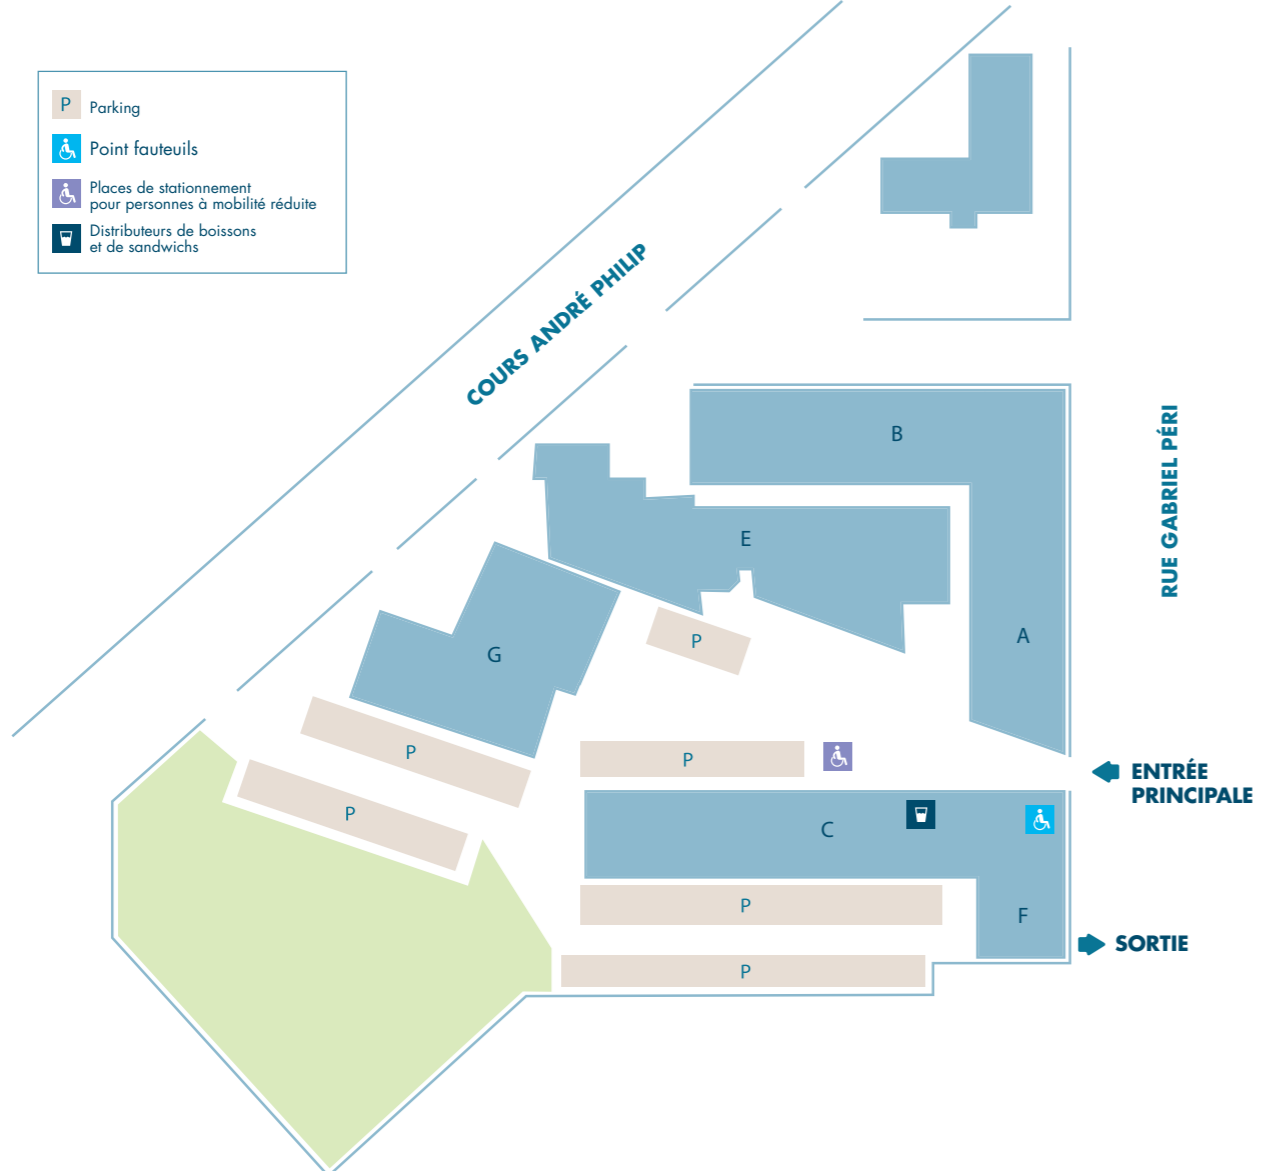 P Parking
Point fauteuils
Places de stationnement
pour personnes à mobilité réduite
Distributeurs de boissons
et de sandwichs
COURS ANDRÉ PHILIP
RUE GABRIEL PÉRI
B
E
A
P
G
P
P
ENTRÉE
PRINCIPALE
P
C
P
F
SORTIE
P